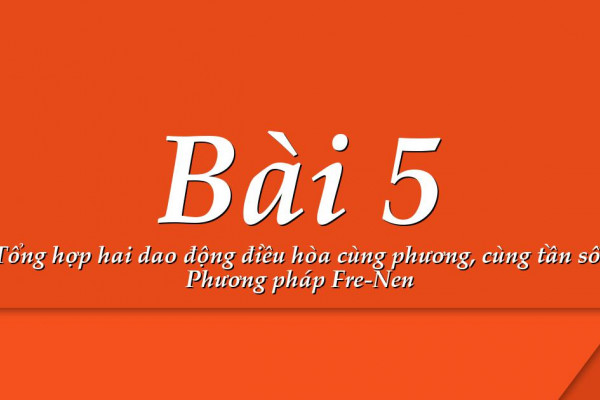 Bài 5
Tổng hợp hai dao động điều hòa cùng phương, cùng tần số
Phương pháp Fre-Nen